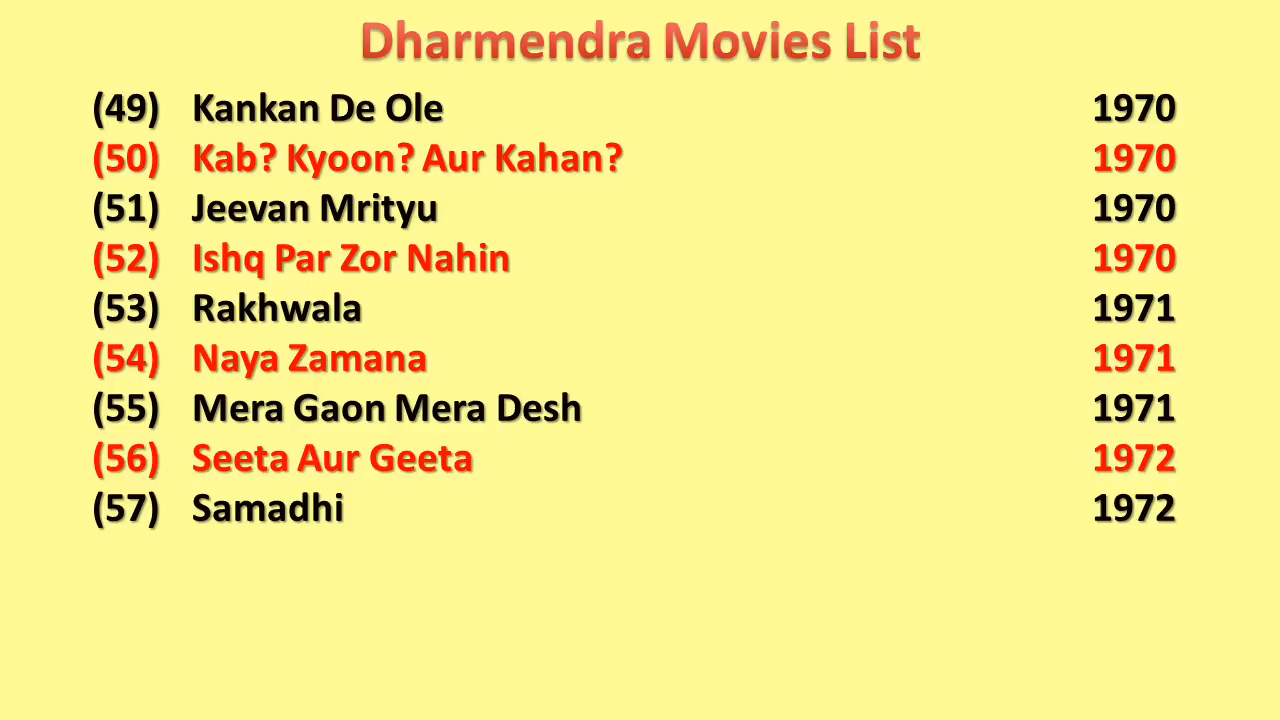 Dharmendra Movies List
(49) Kankan De Ole 1970
(50) Kab? Kyoon? Aur Kahan? 1970
(51) Jeevan Mrityu 1970
(52) Ishq Par Zor Nahin 1970
(53) Rakhwala 1971
(54) Naya Zamana 1971
(55) Mera Gaon Mera Desh 1971
(56) Seeta Aur Geeta 1972
(57) Samadhi 1972